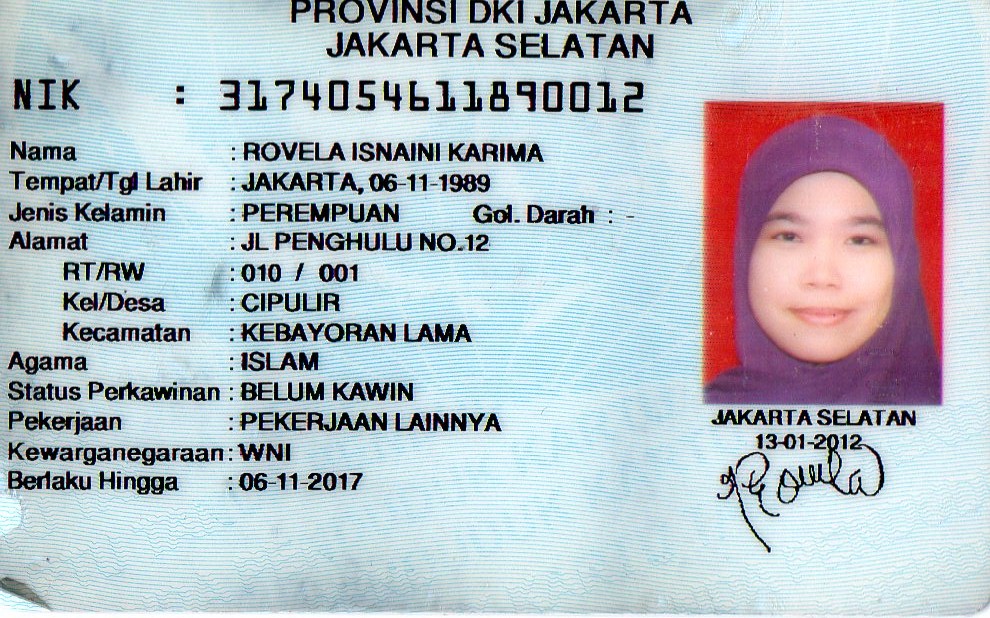 PROVINSI DKI JAKARTA
JAKARTA SELATAN
NIK : 3174054611890012
Nama : ROVELA ISNAINI KARIMA
Tempat/Tgl Lahir : JAKARTA, 06-11-1989
Jenis Kelamin : PEREMPUAN Gol. Darah : -
Alamat : JL PENGHULU NO.12
RT/RW : 010 / 001
Kel/Desa : CIPULIR
Kecamatan : KEBAYORAN LAMA
Agama : ISLAM
Status Perkawinan : BELUM KAWIN
Pekerjaan : PEKERJAAN LAINNYA
Kewarganegaraan : WNI
Berlaku Hingga : 06-11-2017
JAKARTA SELATAN
13-01-2012
Rovela